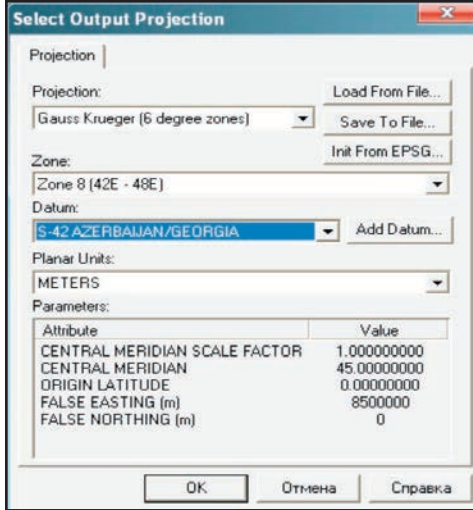 Select Output Projection
Projection
Projection:
Load From File...
Gauss Krueger (6 degree zones)
Save To File...
Init From EPSG...
Zone:
Zone 8 (42E - 48E)
Datum:
S-42 AZERBAIJAN/GEORGIA
Add Datum...
Planar Units:
METERS
Parameters:
Attribute Value
CENTRAL MERIDIAN SCALE FACTOR 1.000000000
CENTRAL MERIDIAN 45.00000000
ORIGIN LATITUDE 0.00000000
FALSE EASTING (m) 8500000
FALSE NORTHING (m) 0
OK Отмена Справка